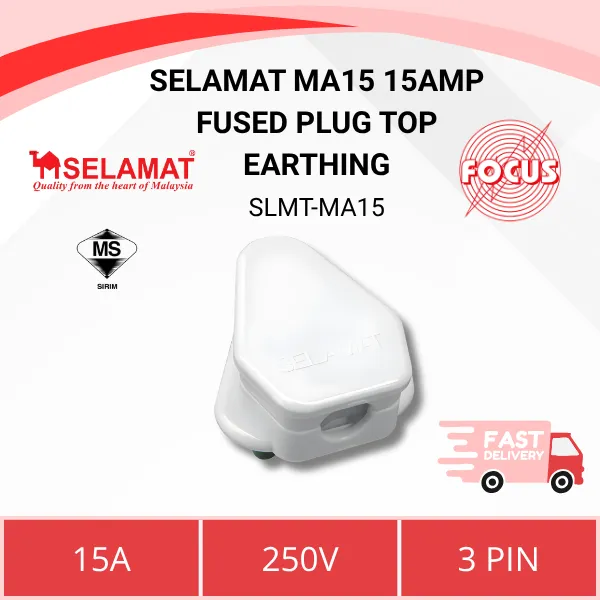 SELAMAT MA15 15AMP
FUSED PLUG TOP
EARTHING
SLMT-MA15
SELAMAT®
Quality from the heart of Malaysia
FOCUS
MS
SIRIM
SELAMAT
FAST
DELIVERY
15A
250V
3 PIN